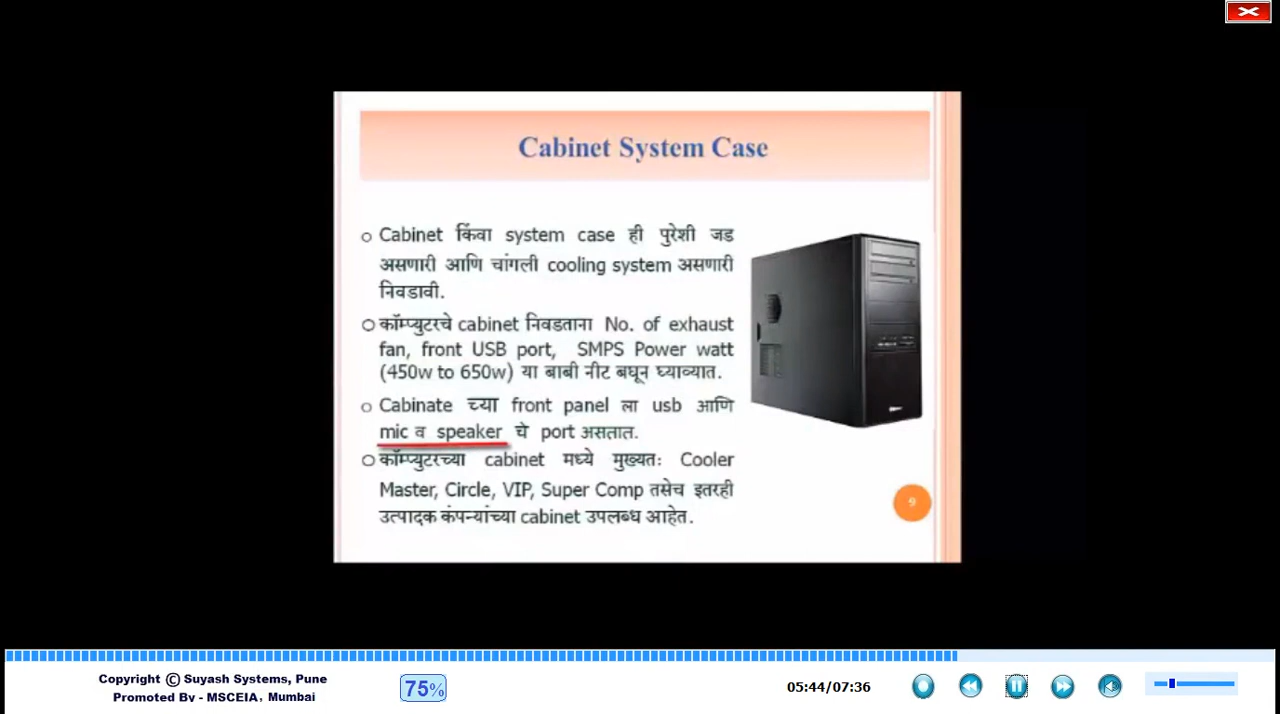 Cabinet System Case
Cabinet किंवा system case ही पुरेशी जड
असणारी आणि चांगली cooling system असणारी
निवडावी.
कॉम्प्युटरचे cabinet निवडताना No. of exhaust
fan, front USB port, SMPS Power watt
(450w to 650w) या बाबी नीट बघून घ्याव्यात.
Cabinate च्या front panel ला usb आणि
mic व speaker चे port असतात.
कॉम्प्युटरच्या cabinet मध्ये मुख्यतः Cooler
Master, Circle, VIP, Super Comp तसेच इतरही
उत्पादक कंपन्यांच्या cabinet उपलब्ध आहेत.
9
Copyright © Suyash Systems, Pune
Promoted By - MSCEIA, Mumbai
75%
05:44/07:36